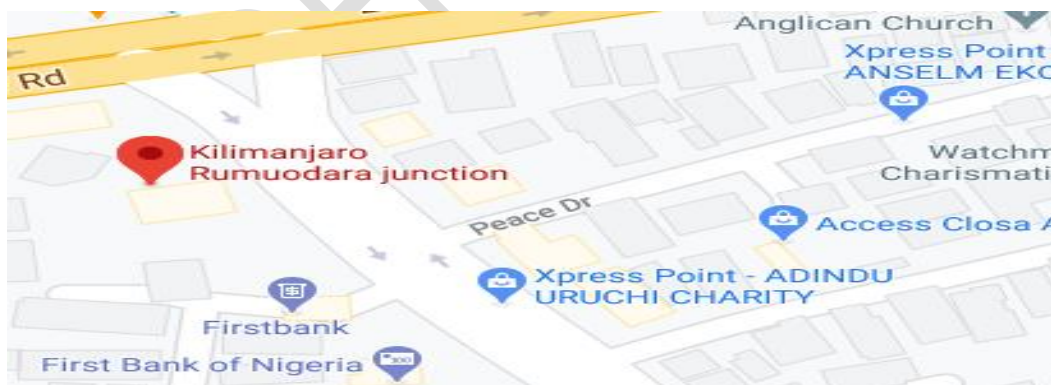 Anglican Church
Xpress Point
ANSELM EKO
Rd
Kilimanjaro
Rumuodara junction
Watchm
Charismati
Peace Dr
Access Closa A
Xpress Point - ADINDU
URUCHI CHARITY
Firstbank
First Bank of Nigeria